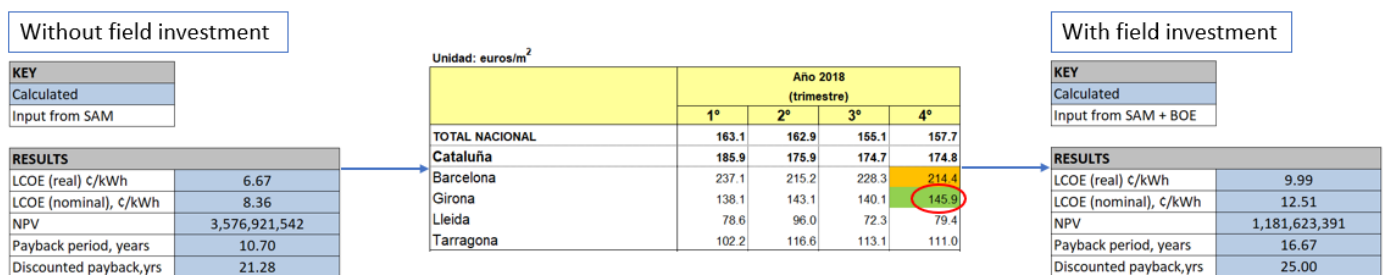 Without field investment
KEY
Calculated
Input from SAM
RESULTS
LCOE (real) ¢/kWh 6.67
LCOE (nominal), ¢/kWh 8.36
NPV 3,576,921,542
Payback period, years 10.70
Discounted payback,yrs 21.28
Unidad: euros/m²
Año 2018
(trimestre)
1º 2º 3º 4º
TOTAL NACIONAL 163.1 162.9 155.1 157.7
Cataluña 185.9 175.9 174.7 174.8
Barcelona 237.1 215.2 228.3 214.4
Girona 138.1 143.1 140.1 145.9
Lleida 78.6 96.0 72.3 79.4
Tarragona 102.2 116.6 113.1 111.0
With field investment
KEY
Calculated
Input from SAM + BOE
RESULTS
LCOE (real) ¢/kWh 9.99
LCOE (nominal), ¢/kWh 12.51
NPV 1,181,623,391
Payback period, years 16.67
Discounted payback,yrs 25.00